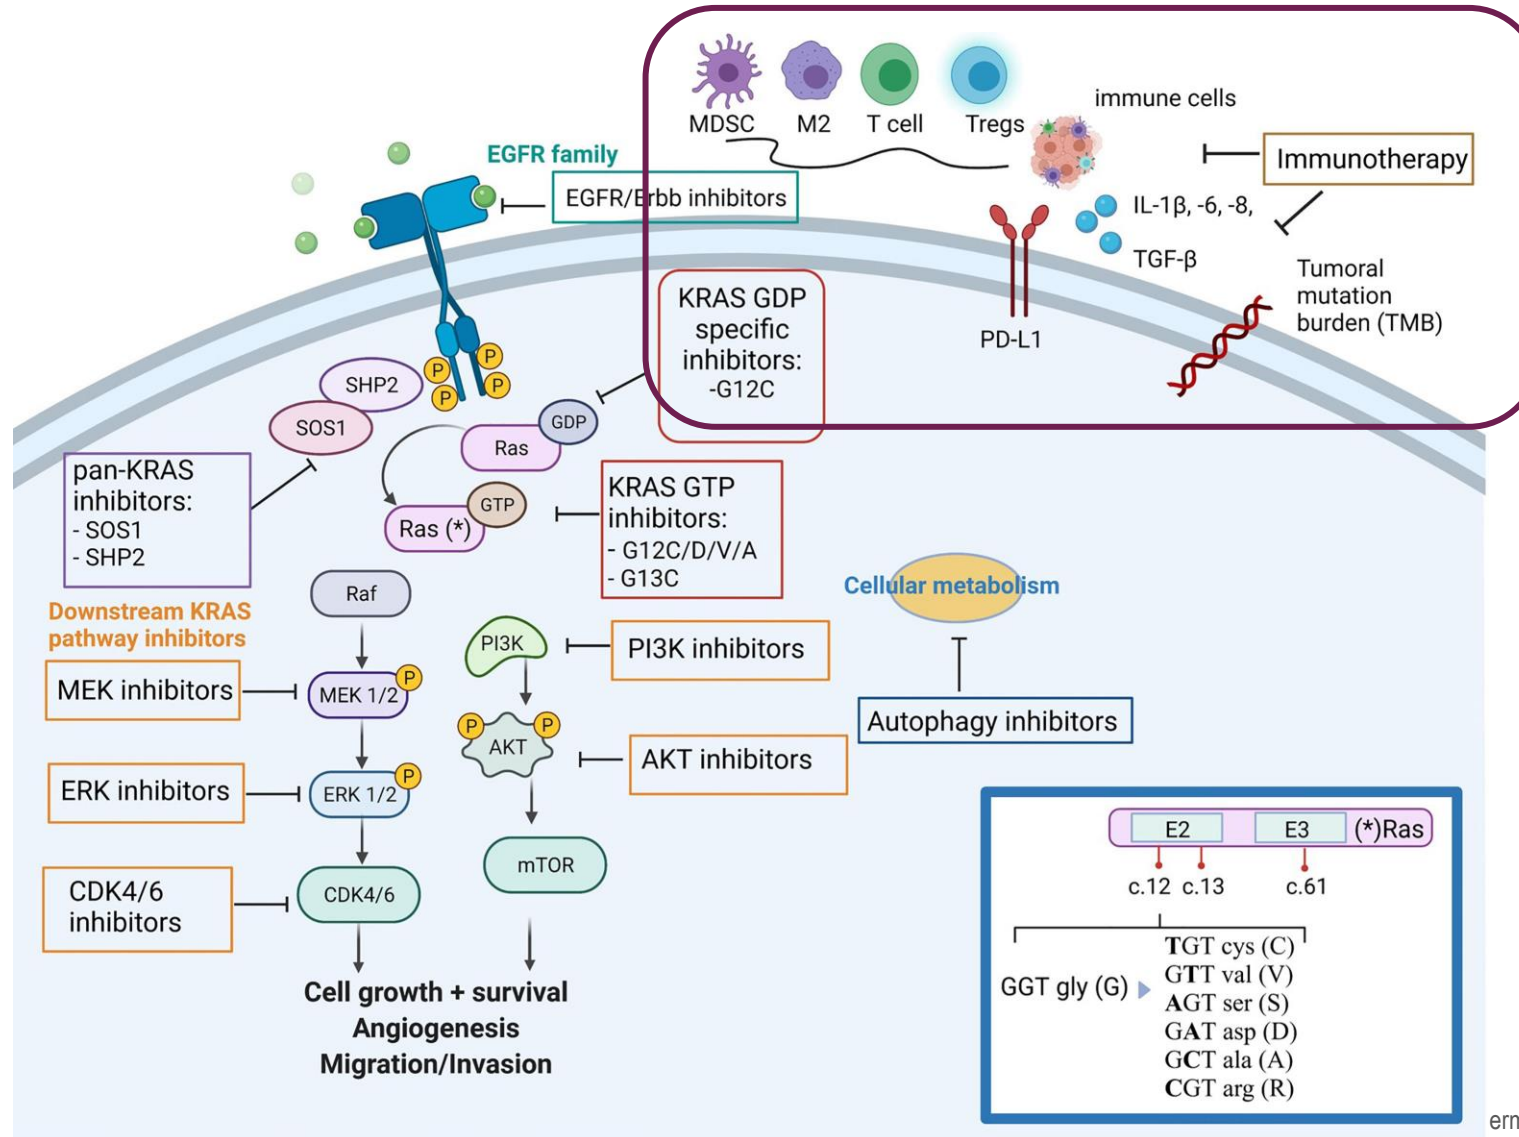 MDSC
M2
T cell
Tregs
immune cells
Immunotherapy
EGFR family
EGFR/Erbb inhibitors
IL-1β, -6, -8,
TGF-β
Tumoral
mutation
burden (TMB)
PD-L1
KRAS GDP
specific
inhibitors:
-G12C
P
P
P
P
SHP2
SOS1
GDP
Ras
GTP
Ras (*)
pan-KRAS
inhibitors:
- SOS1
- SHP2
KRAS GTP
inhibitors:
- G12C/D/V/A
- G13C
Downstream KRAS
pathway inhibitors
Raf
Cellular metabolism
PI3K
PI3K inhibitors
MEK inhibitors
MEK 1/2
P
Autophagy inhibitors
P
P
AKT
AKT inhibitors
ERK inhibitors
ERK 1/2
P
mTOR
CDK4/6
inhibitors
CDK4/6
Cell growth + survival
Angiogenesis
Migration/Invasion
E2
E3
(*)Ras
c.12
c.13
c.61
GGT gly (G)
TGT cys (C)
GTT val (V)
AGT ser (S)
GAT asp (D)
GCT ala (A)
CGT arg (R)